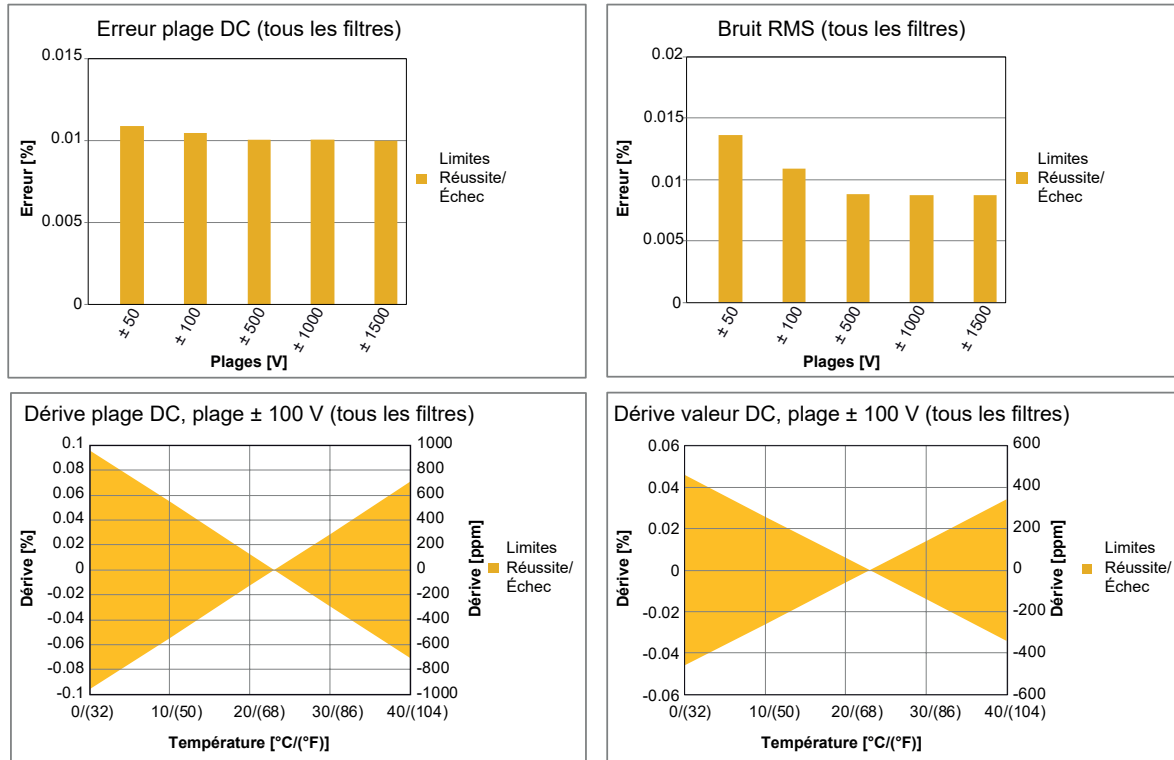 Erreur plage DC (tous les filtres)
0.015
0.01
0.005
0
Erreur [%]
± 50
± 100
± 500
± 1000
± 1500
Plages [V]
Limites
Réussite/
Échec
Bruit RMS (tous les filtres)
0.02
0.015
0.01
0.005
0
Erreur [%]
± 50
± 100
± 500
± 1000
± 1500
Plages [V]
Limites
Réussite/
Échec
Dérive plage DC, plage ± 100 V (tous les filtres)
0.1
0.08
0.06
0.04
0.02
0
-0.02
-0.04
-0.06
-0.08
-0.1
Dérive [%]
1000
800
600
400
200
0
-200
-400
-600
-800
-1000
Dérive [ppm]
0/(32)
10/(50)
20/(68)
30/(86)
40/(104)
Température [°C/(°F)]
Limites
Réussite/
Échec
Dérive valeur DC, plage ± 100 V (tous les filtres)
0.06
0.04
0.02
0
-0.02
-0.04
-0.06
Dérive [%]
600
400
200
0
-200
-400
-600
Dérive [ppm]
0/(32)
10/(50)
20/(68)
30/(86)
40/(104)
Température [°C/(°F)]
Limites
Réussite/
Échec